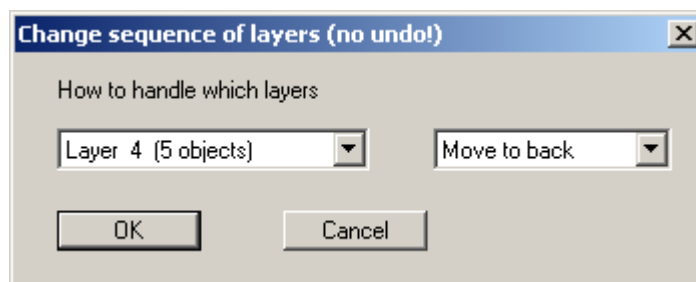 Change sequence of layers (no undo!)
How to handle which layers
Layer 4 (5 objects) Move to back
OK Cancel